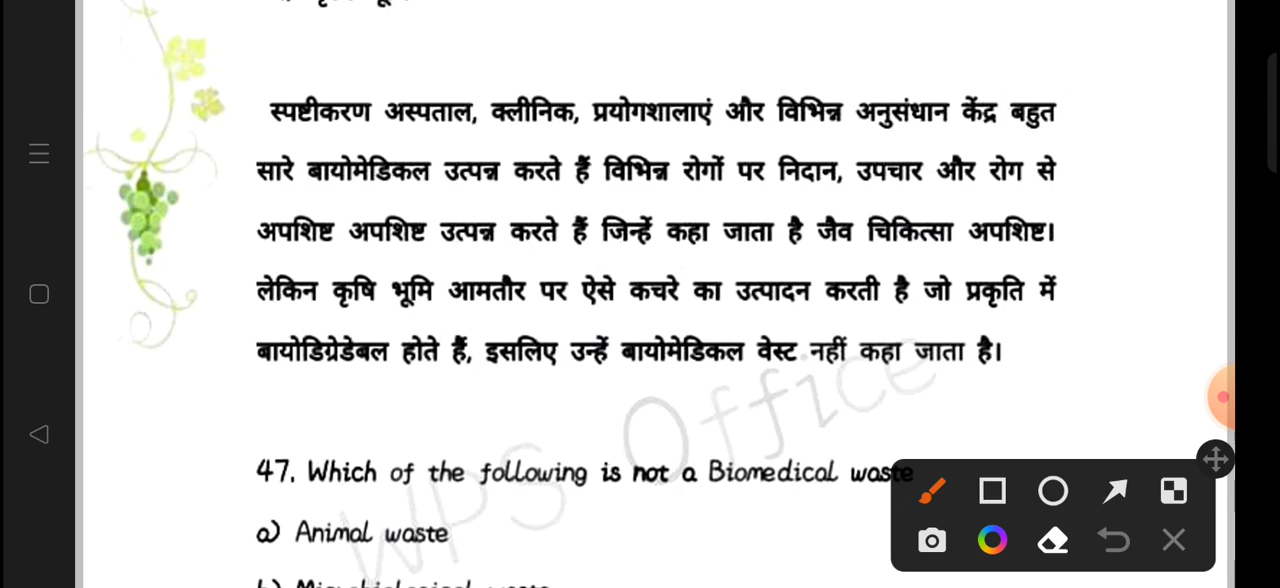 स्पष्टीकरण अस्पताल, क्लीनिक, प्रयोगशालाएं और विभिन्न अनुसंधान केंद्र बहुत
सारे बायोमेडिकल उत्पन्न करते हैं विभिन्न रोगों पर निदान, उपचार और रोग से
अपशिष्ट अपशिष्ट उत्पन्न करते हैं जिन्हें कहा जाता है जैव चिकित्सा अपशिष्ट।
लेकिन कृषि भूमि आमतौर पर ऐसे कचरे का उत्पादन करती है जो प्रकृति में
बायोडिग्रेडेबल होते हैं, इसलिए उन्हें बायोमेडिकल वेस्ट नहीं कहा जाता है।
WPS Office
47. Which of the following is not a Biomedical waste
a) Animal waste